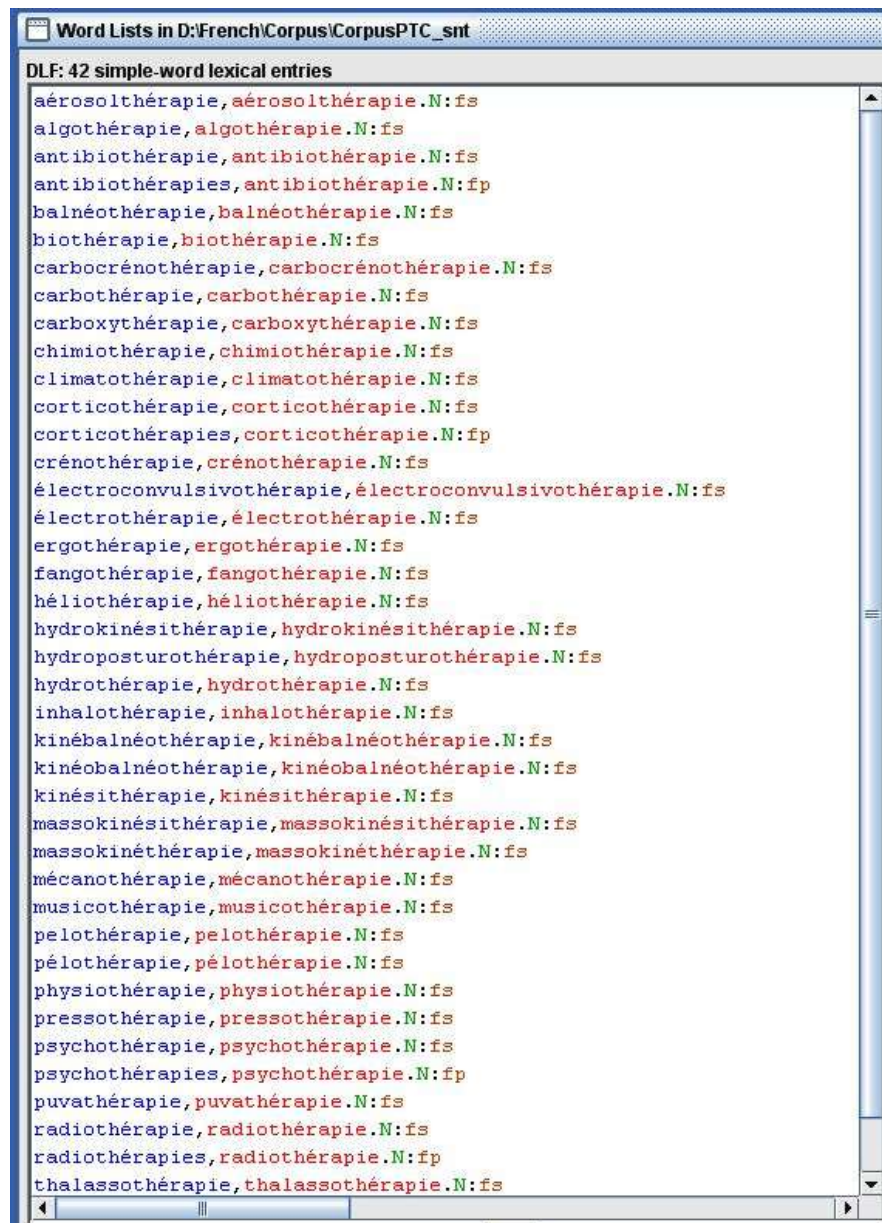 Word Lists in D:\French\Corpus\CorpusPTC_snt
DLF: 42 simple-word lexical entries
aérosolthérapie,aérosolthérapie.N:fs
algothérapie,algothérapie.N:fs
antibiothérapie,antibiothérapie.N:fs
antibiothérapies,antibiothérapie.N:fp
balnéothérapie,balnéothérapie.N:fs
biothérapie,biothérapie.N:fs
carbocrénothérapie,carbocrénothérapie.N:fs
carbothérapie,carbothérapie.N:fs
carboxythérapie,carboxythérapie.N:fs
chimiothérapie,chimiothérapie.N:fs
climatothérapie,climatothérapie.N:fs
corticothérapie,corticothérapie.N:fs
corticothérapies,corticothérapie.N:fp
crénothérapie,crénothérapie.N:fs
électroconvulsivothérapie,électroconvulsivothérapie.N:fs
électrothérapie,électrothérapie.N:fs
ergothérapie,ergothérapie.N:fs
fangothérapie,fangothérapie.N:fs
héliothérapie,héliothérapie.N:fs
hydrokinésithérapie,hydrokinésithérapie.N:fs
hydroposturothérapie,hydroposturothérapie.N:fs
hydrothérapie,hydrothérapie.N:fs
inhalothérapie,inhalothérapie.N:fs
kinébalnéothérapie,kinébalnéothérapie.N:fs
kinéobalnéothérapie,kinéobalnéothérapie.N:fs
kinésithérapie,kinésithérapie.N:fs
massokinésithérapie,massokinésithérapie.N:fs
massokinéthérapie,massokinéthérapie.N:fs
mécanothérapie,mécanothérapie.N:fs
musicothérapie,musicothérapie.N:fs
pelothérapie,pelothérapie.N:fs
pélothérapie,pélothérapie.N:fs
physiothérapie,physiothérapie.N:fs
pressothérapie,pressothérapie.N:fs
psychothérapie,psychothérapie.N:fs
psychothérapies,psychothérapie.N:fp
puvathérapie,puvathérapie.N:fs
radiothérapie,radiothérapie.N:fs
radiothérapies,radiothérapie.N:fp
thalassothérapie,thalassothérapie.N:fs